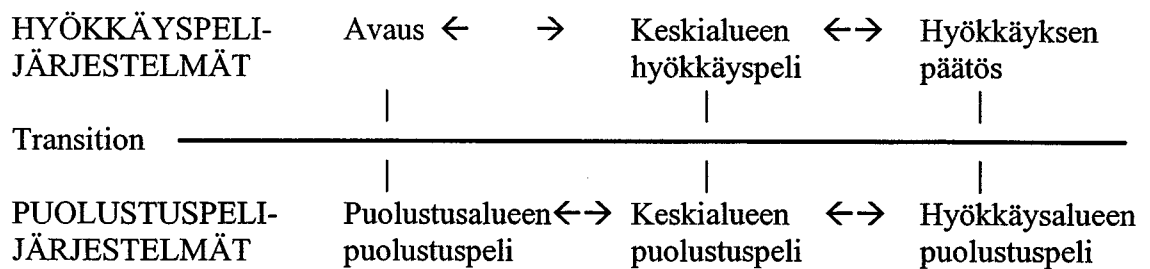 HYÖKKÄYSPELI- Avaus ← → Keskialueen ←→ Hyökkäyksen
JÄRJESTELMÄT hyökkäyspeli päätös
Transition
PUOLUSTUSPELI- Puolustusalueen←→ Keskialueen ←→ Hyökkäysalueen
JÄRJESTELMÄT puolustuspeli puolustuspeli puolustuspeli